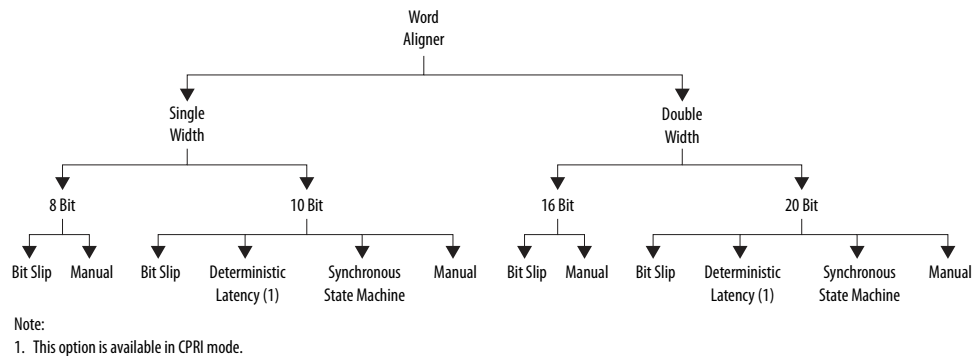 Word
Aligner
Single
Width
Double
Width
8 Bit
10 Bit
16 Bit
20 Bit
Bit Slip
Manual
Bit Slip
Deterministic
Latency (1)
Synchronous
State Machine
Manual
Bit Slip
Manual
Bit Slip
Deterministic
Latency (1)
Synchronous
State Machine
Manual
Note:
1. This option is available in CPRI mode.